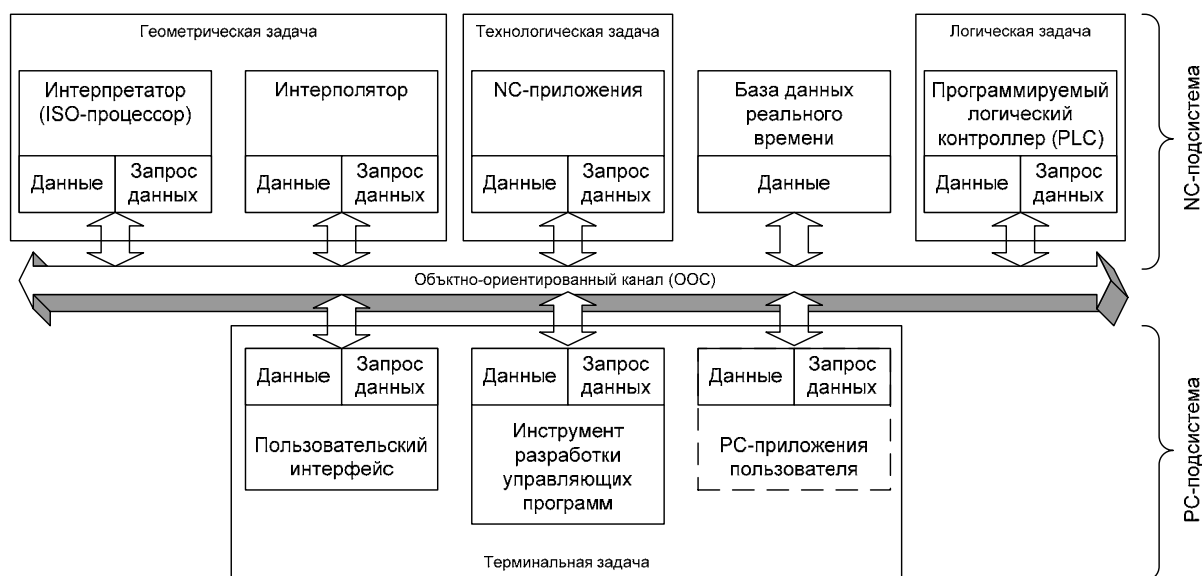 Геометрическая задача
Технологическая задача
Логическая задача
Интерпретатор
(ISO-процессор)
Интерполятор
NC-приложения
База данных
реального
времени
Программируемый
логический
контроллер (PLC)
Данные
Запрос
данных
Данные
Запрос
данных
Данные
Запрос
данных
Данные
Данные
Запрос
данных
NC-подсистема
Объктно-ориентированный канал (ООС)
Данные
Запрос
данных
Данные
Запрос
данных
Данные
Запрос
данных
Пользовательский
интерфейс
Инструмент
разработки
управляющих
программ
PC-приложения
пользователя
Терминальная задача
PC-подсистема